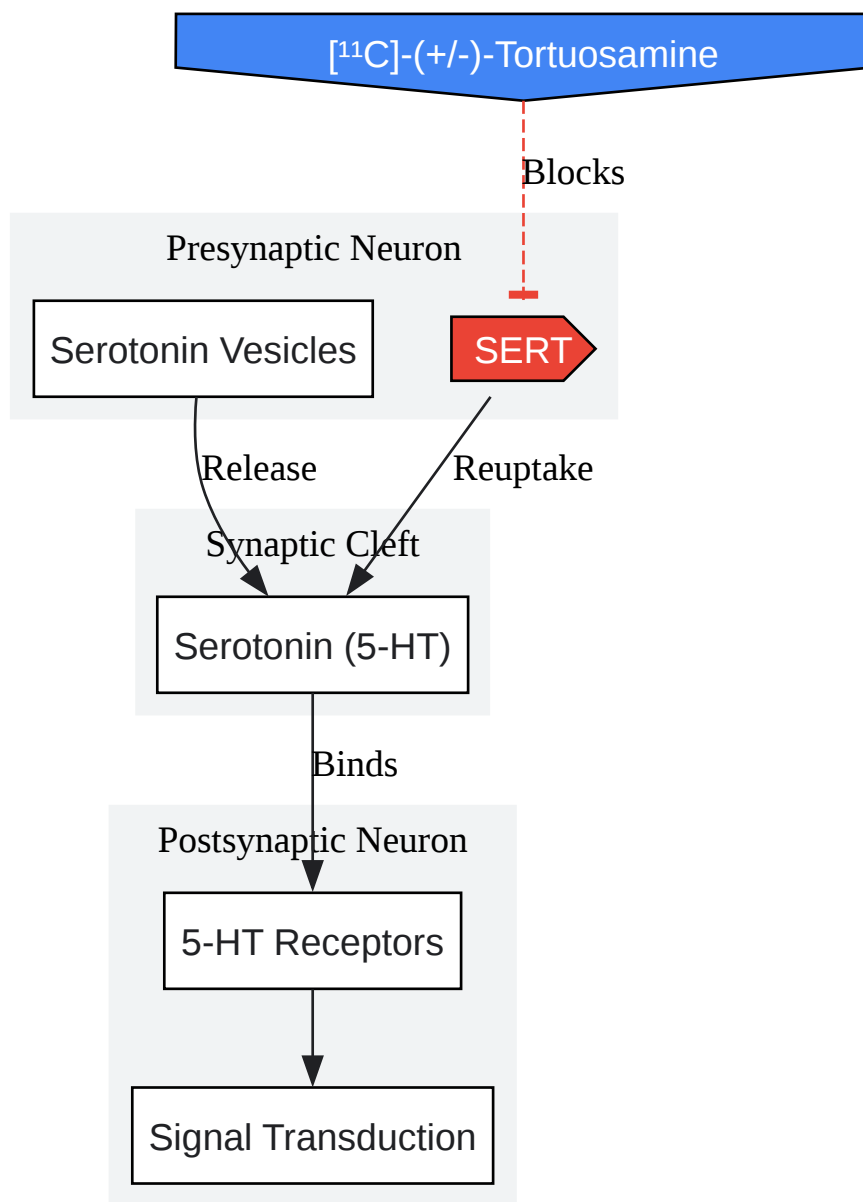 [¹¹C]-(+/-)-Tortuosamine
Blocks
Presynaptic Neuron
Serotonin Vesicles
SERT
Release
Reuptake
Synaptic Cleft
Serotonin (5-HT)
Binds
Postsynaptic Neuron
5-HT Receptors
Signal Transduction